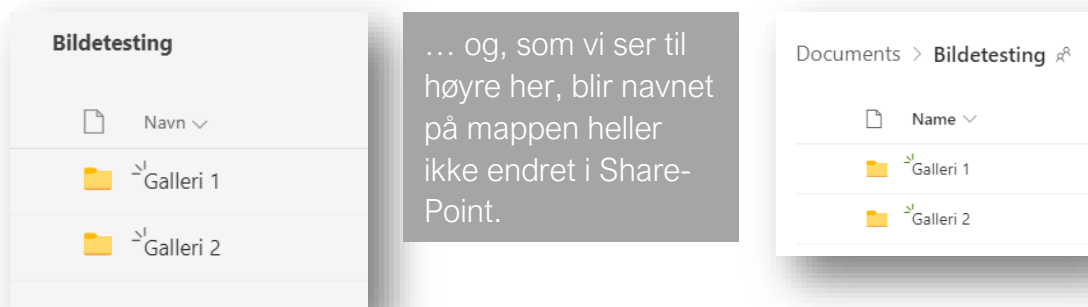 Bildetesting
Navn
Galleri 1
Galleri 2
… og, som vi ser til
høyre her, blir navnet
på mappen heller
ikke endret i Share-
Point.
Documents > Bildetesting
Name
Galleri 1
Galleri 2